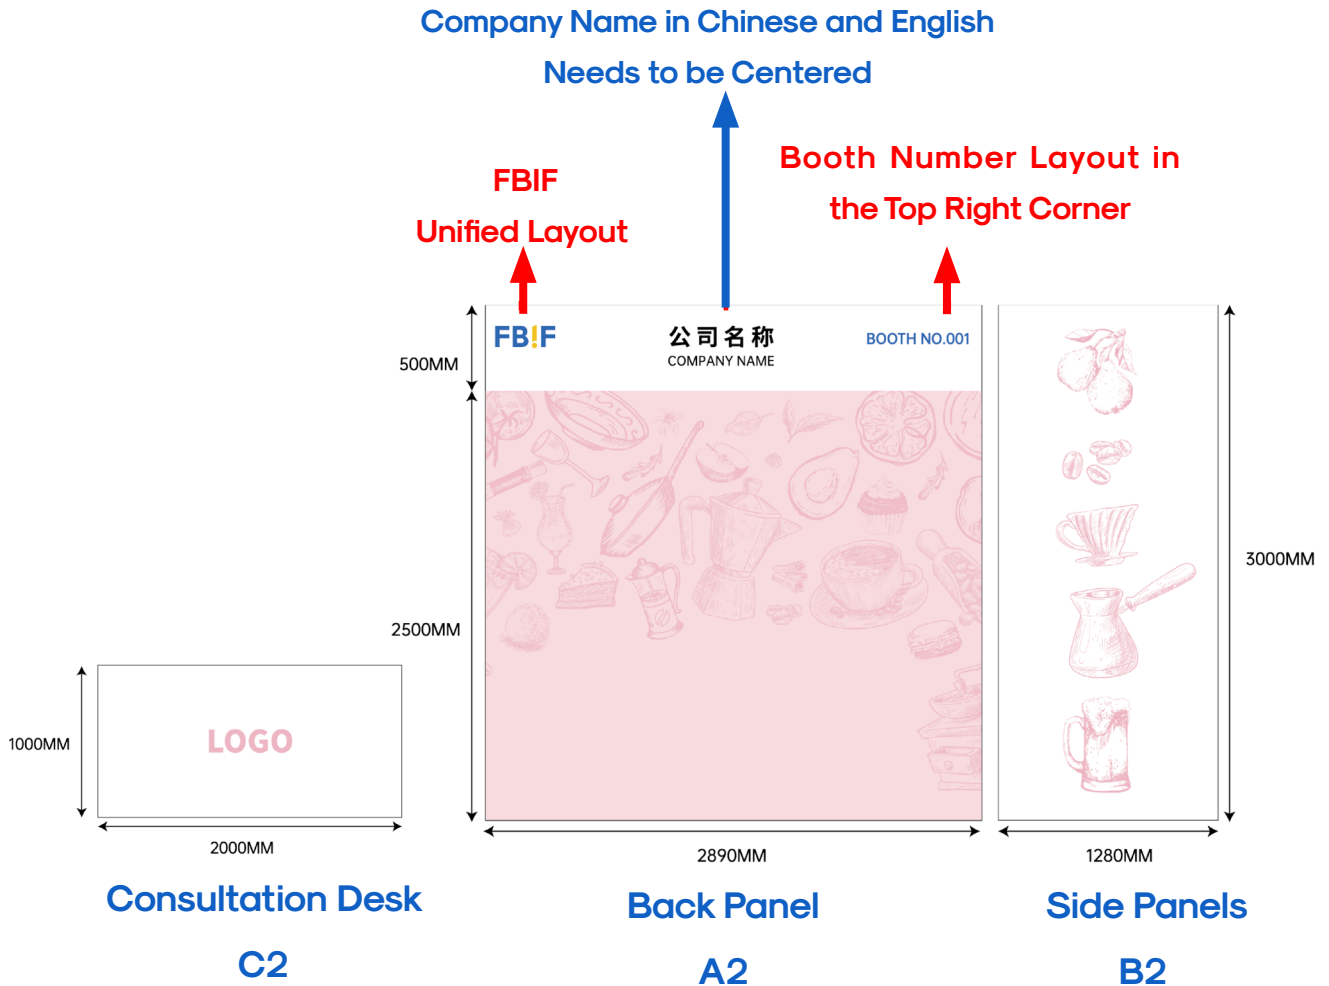 Company Name in Chinese and English
Needs to be Centered
Booth Number Layout in
the Top Right Corner
FBIF
Unified Layout
FB!F
公司名称
COMPANY NAME
BOOTH NO.001
500MM
2500MM
3000MM
1000MM
LOGO
2000MM
2890MM
1280MM
Consultation Desk
C2
Back Panel
A2
Side Panels
B2